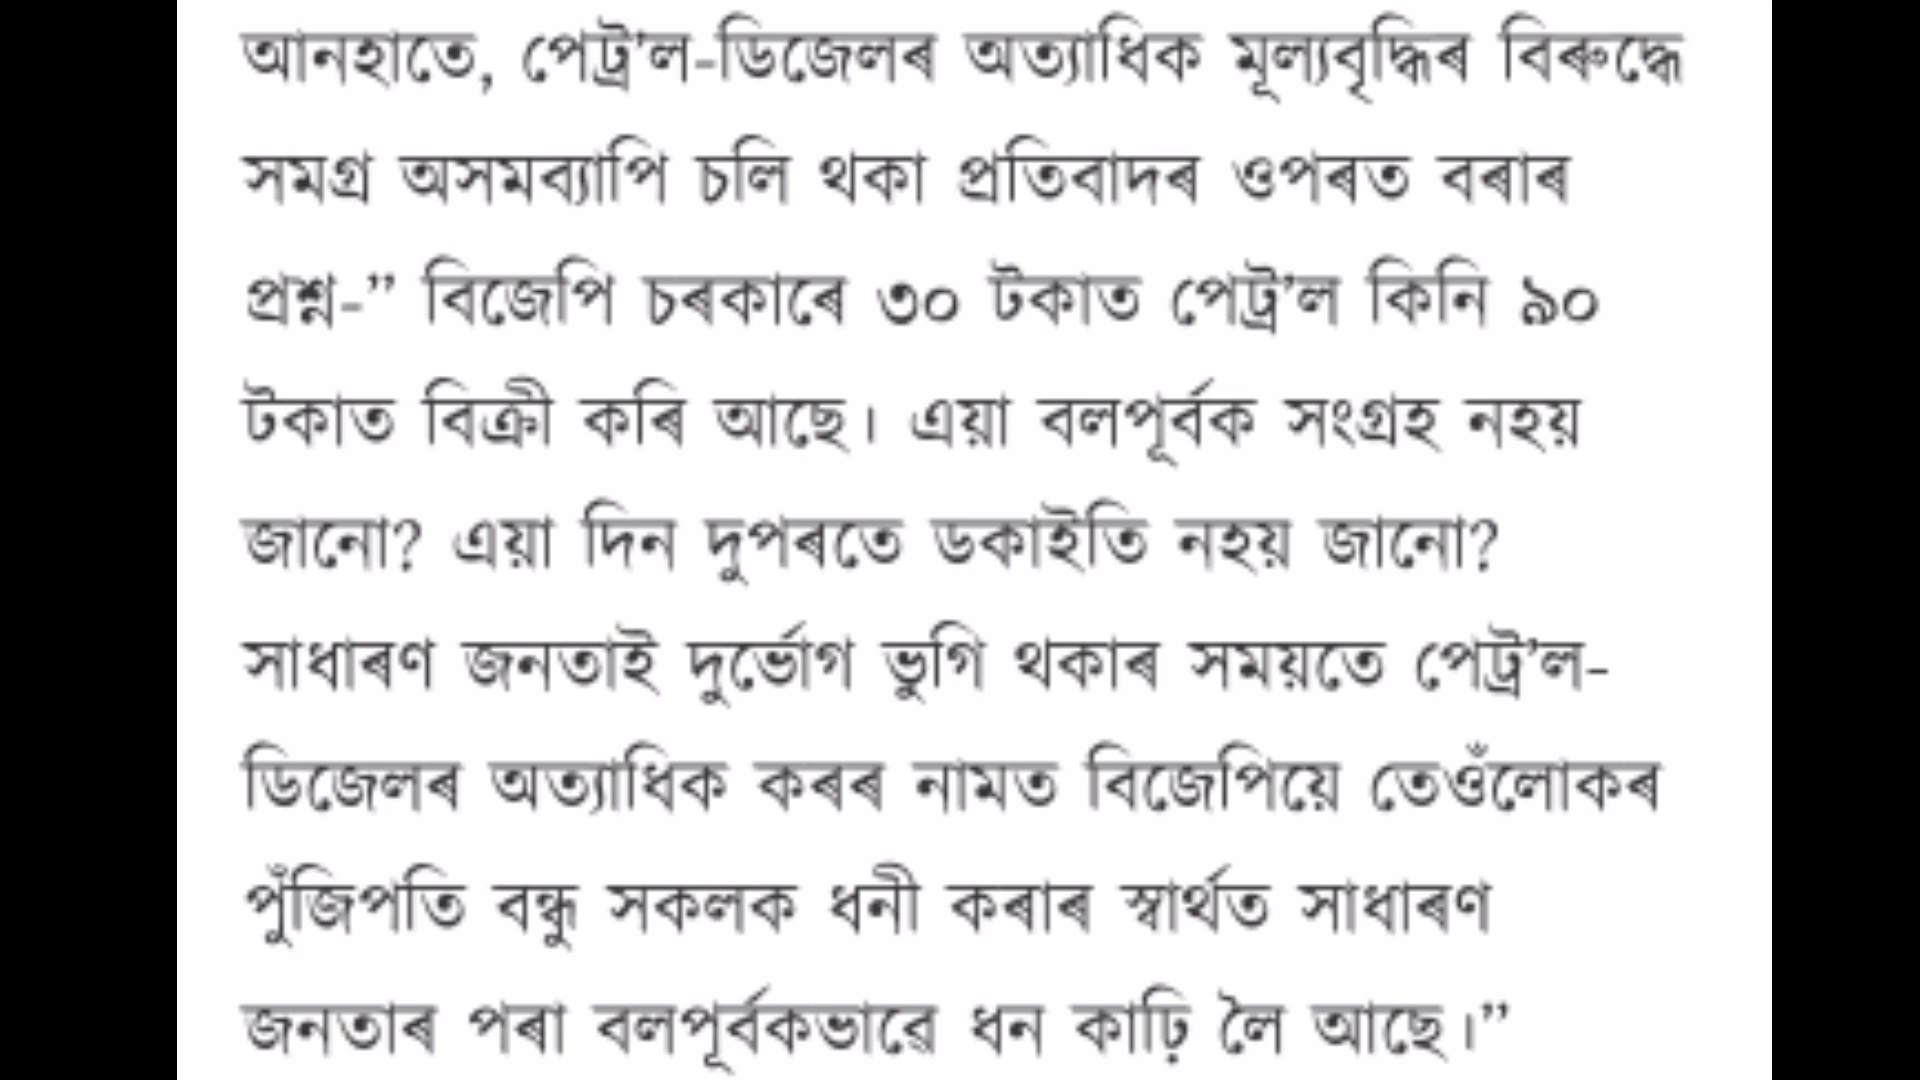 আনহাতে, পেট্ৰ’ল-ডিজেলৰ অত্যাধিক মূল্যবৃদ্ধিৰ বিৰুদ্ধে
সমগ্ৰ অসমব্যাপি চলি থকা প্ৰতিবাদৰ ওপৰত বৰাৰ
প্ৰশ্ন-” বিজেপি চৰকাৰে ৩০ টকাত পেট্ৰ’ল কিনি ৯০
টকাত বিক্ৰী কৰি আছে। এয়া বলপূৰ্বক সংগ্ৰহ নহয়
জানো? এয়া দিন দুপৰতে ডকাইতি নহয় জানো?
সাধাৰণ জনতাই দুৰ্ভোগ ভুগি থকাৰ সময়তে পেট্ৰ’ল-
ডিজেলৰ অত্যাধিক কৰৰ নামত বিজেপিয়ে তেওঁলোকৰ
পুঁজিপতি বন্ধু সকলক ধনী কৰাৰ স্বাৰ্থত সাধাৰণ
জনতাৰ পৰা বলপূৰ্বকভাৱে ধন কাঢ়ি লৈ আছে।”